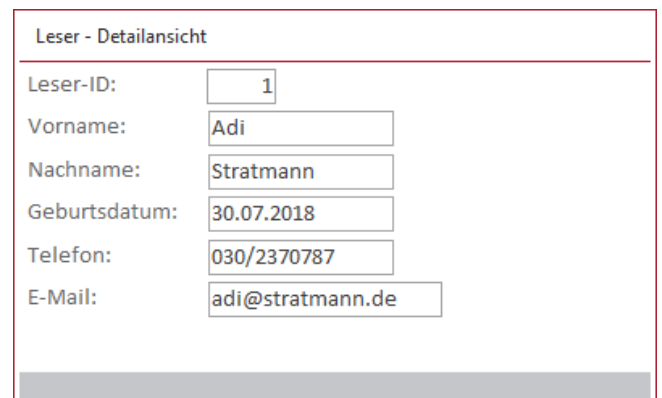 Leser - Detailansicht
Leser-ID: 1
Vorname: Adi
Nachname: Stratmann
Geburtsdatum: 30.07.2018
Telefon: 030/2370787
E-Mail: adi@stratmann.de